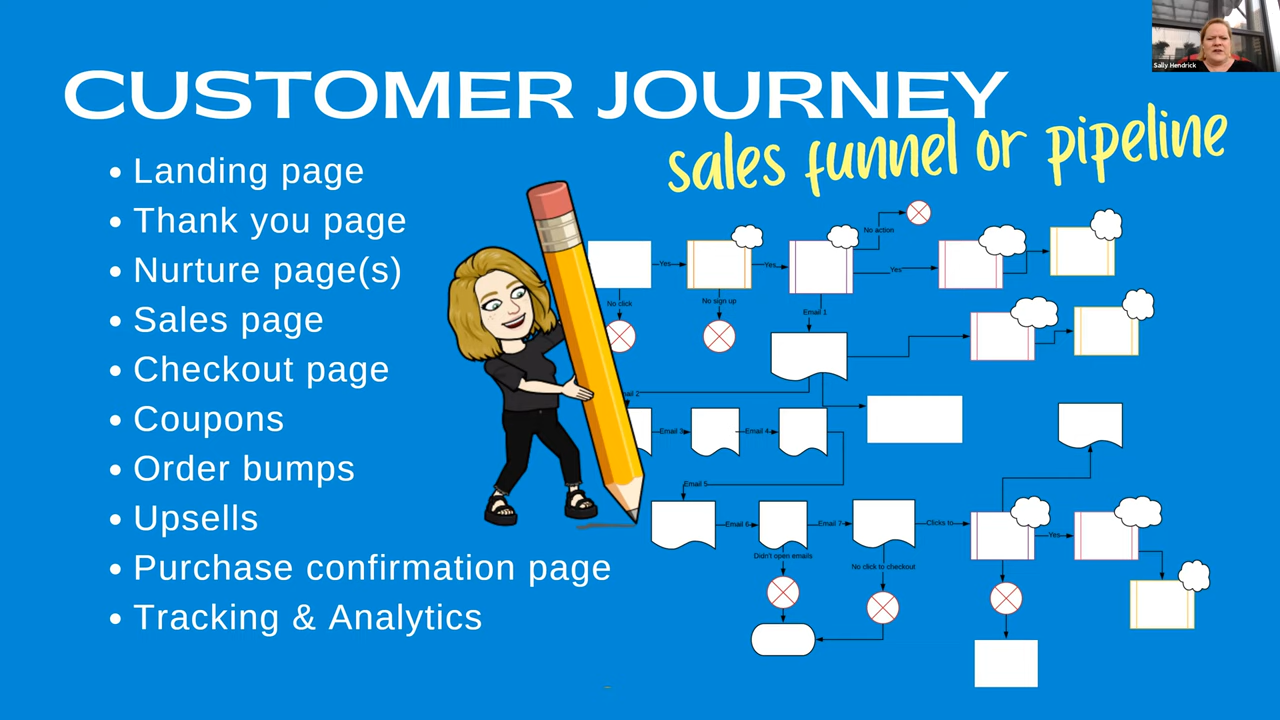 Sally Hendrick
CUSTOMER JOURNEY
sales funnel or pipeline
• Landing page
• Thank you page
• Nurture page(s)
• Sales page
• Checkout page
• Coupons
• Order bumps
• Upsells
• Purchase confirmation page
• Tracking & Analytics
No action
Yes
Yes
Yes
No click
No sign up
Email 1
Email 3
Email 4
Email 5
Email 6
Email 7
Clicks to
Yes
Didn't open emails
No click to checkout